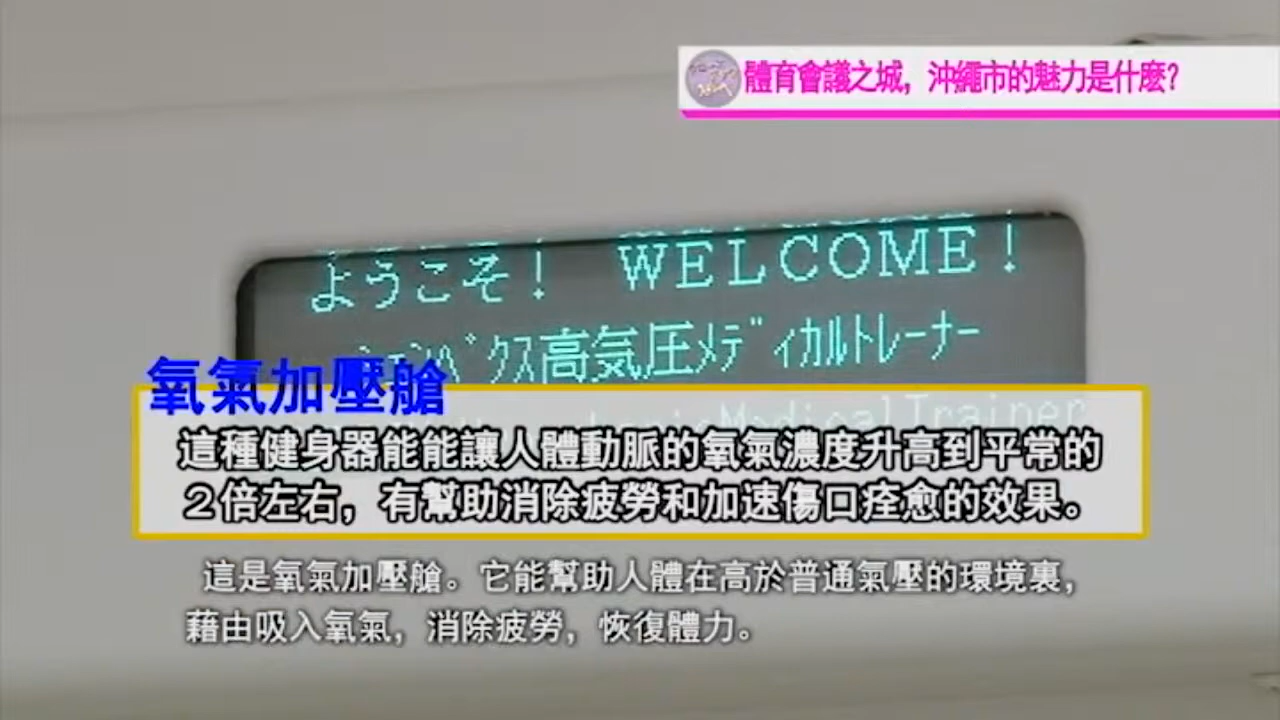 體育會議之城，沖繩市的魅力是什麼？
ようこそ！ WELCOME！
高気圧ﾒﾃﾞｨｶﾙﾄﾚｰﾅｰ
MedicalTrainer
氧氣加壓艙
這種健身器能能讓人體動脈的氧氣濃度升高到平常的
２倍左右，有幫助消除疲勞和加速傷口痊愈的效果。
這是氧氣加壓艙。它能幫助人體在高於普通氣壓的環境裏，
藉由吸入氧氣，消除疲勞，恢復體力。